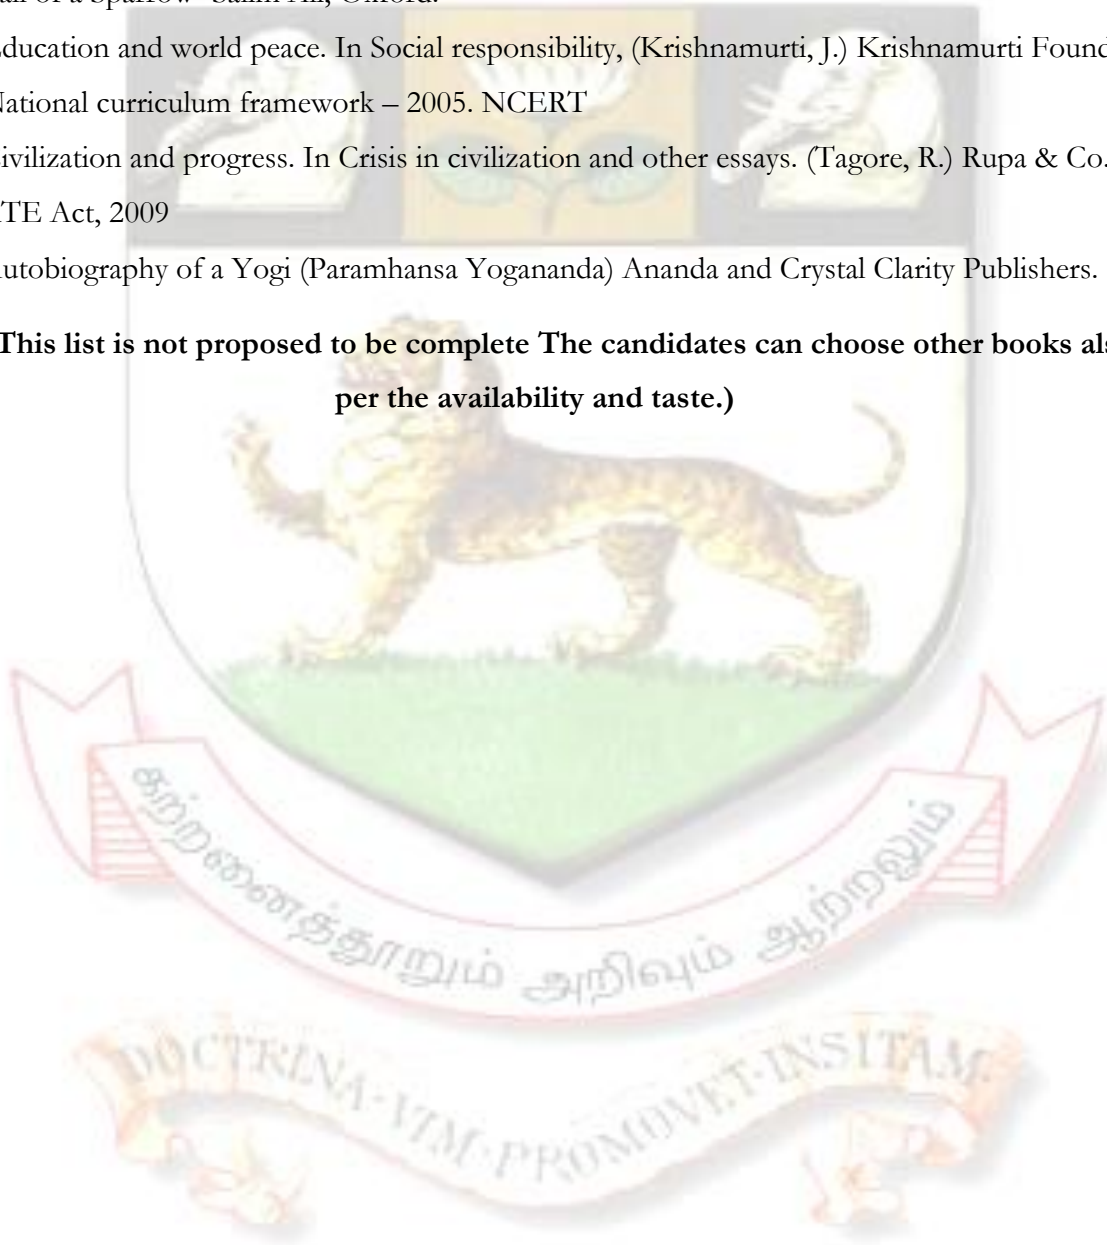 all of a Sparrow- Salim Ali, Oxford.
Education and world peace. In Social responsibility, (Krishnamurti, J.) Krishnamurti Found
National curriculum framework – 2005. NCERT
ivilization and progress. In Crisis in civilization and other essays. (Tagore, R.) Rupa & Co.
TE Act, 2009
utobiography of a Yogi (Paramhansa Yogananda) Ananda and Crystal Clarity Publishers.
This list is not proposed to be complete The candidates can choose other books als
per the availability and taste.)
கற்றனைத்தூறும் அறிவும் ஆற்றலும்
DOCTRINA·VIM·PROMOVET·INSITAM.